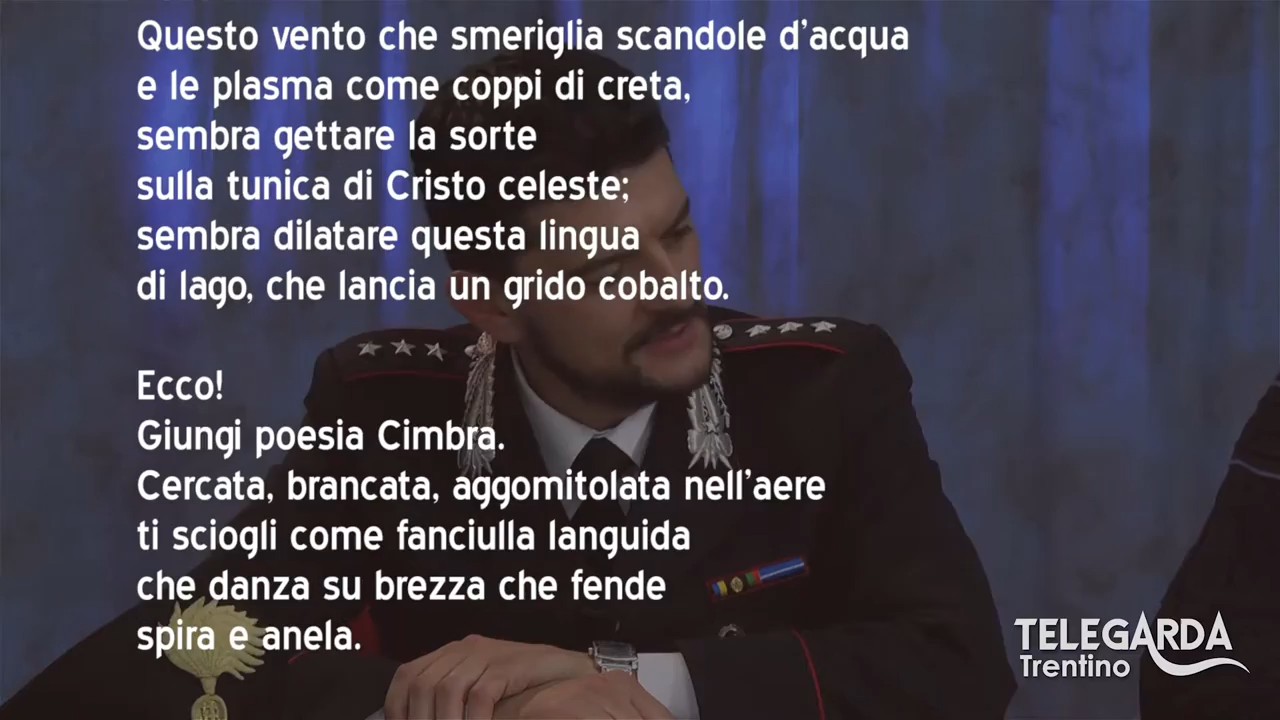 Questo vento che smeriglia scandole d'acqua
e le plasma come coppi di creta,
sembra gettare la sorte
sulla tunica di Cristo celeste;
sembra dilatare questa lingua
di lago, che lancia un grido cobalto.
Ecco!
Giungi poesia Cimbra.
Cercata, brancata, aggomitolata nell'aere
ti sciogli come fanciulla languida
che danza su brezza che fende
spira e anela.
TELEGARDA
Trentino